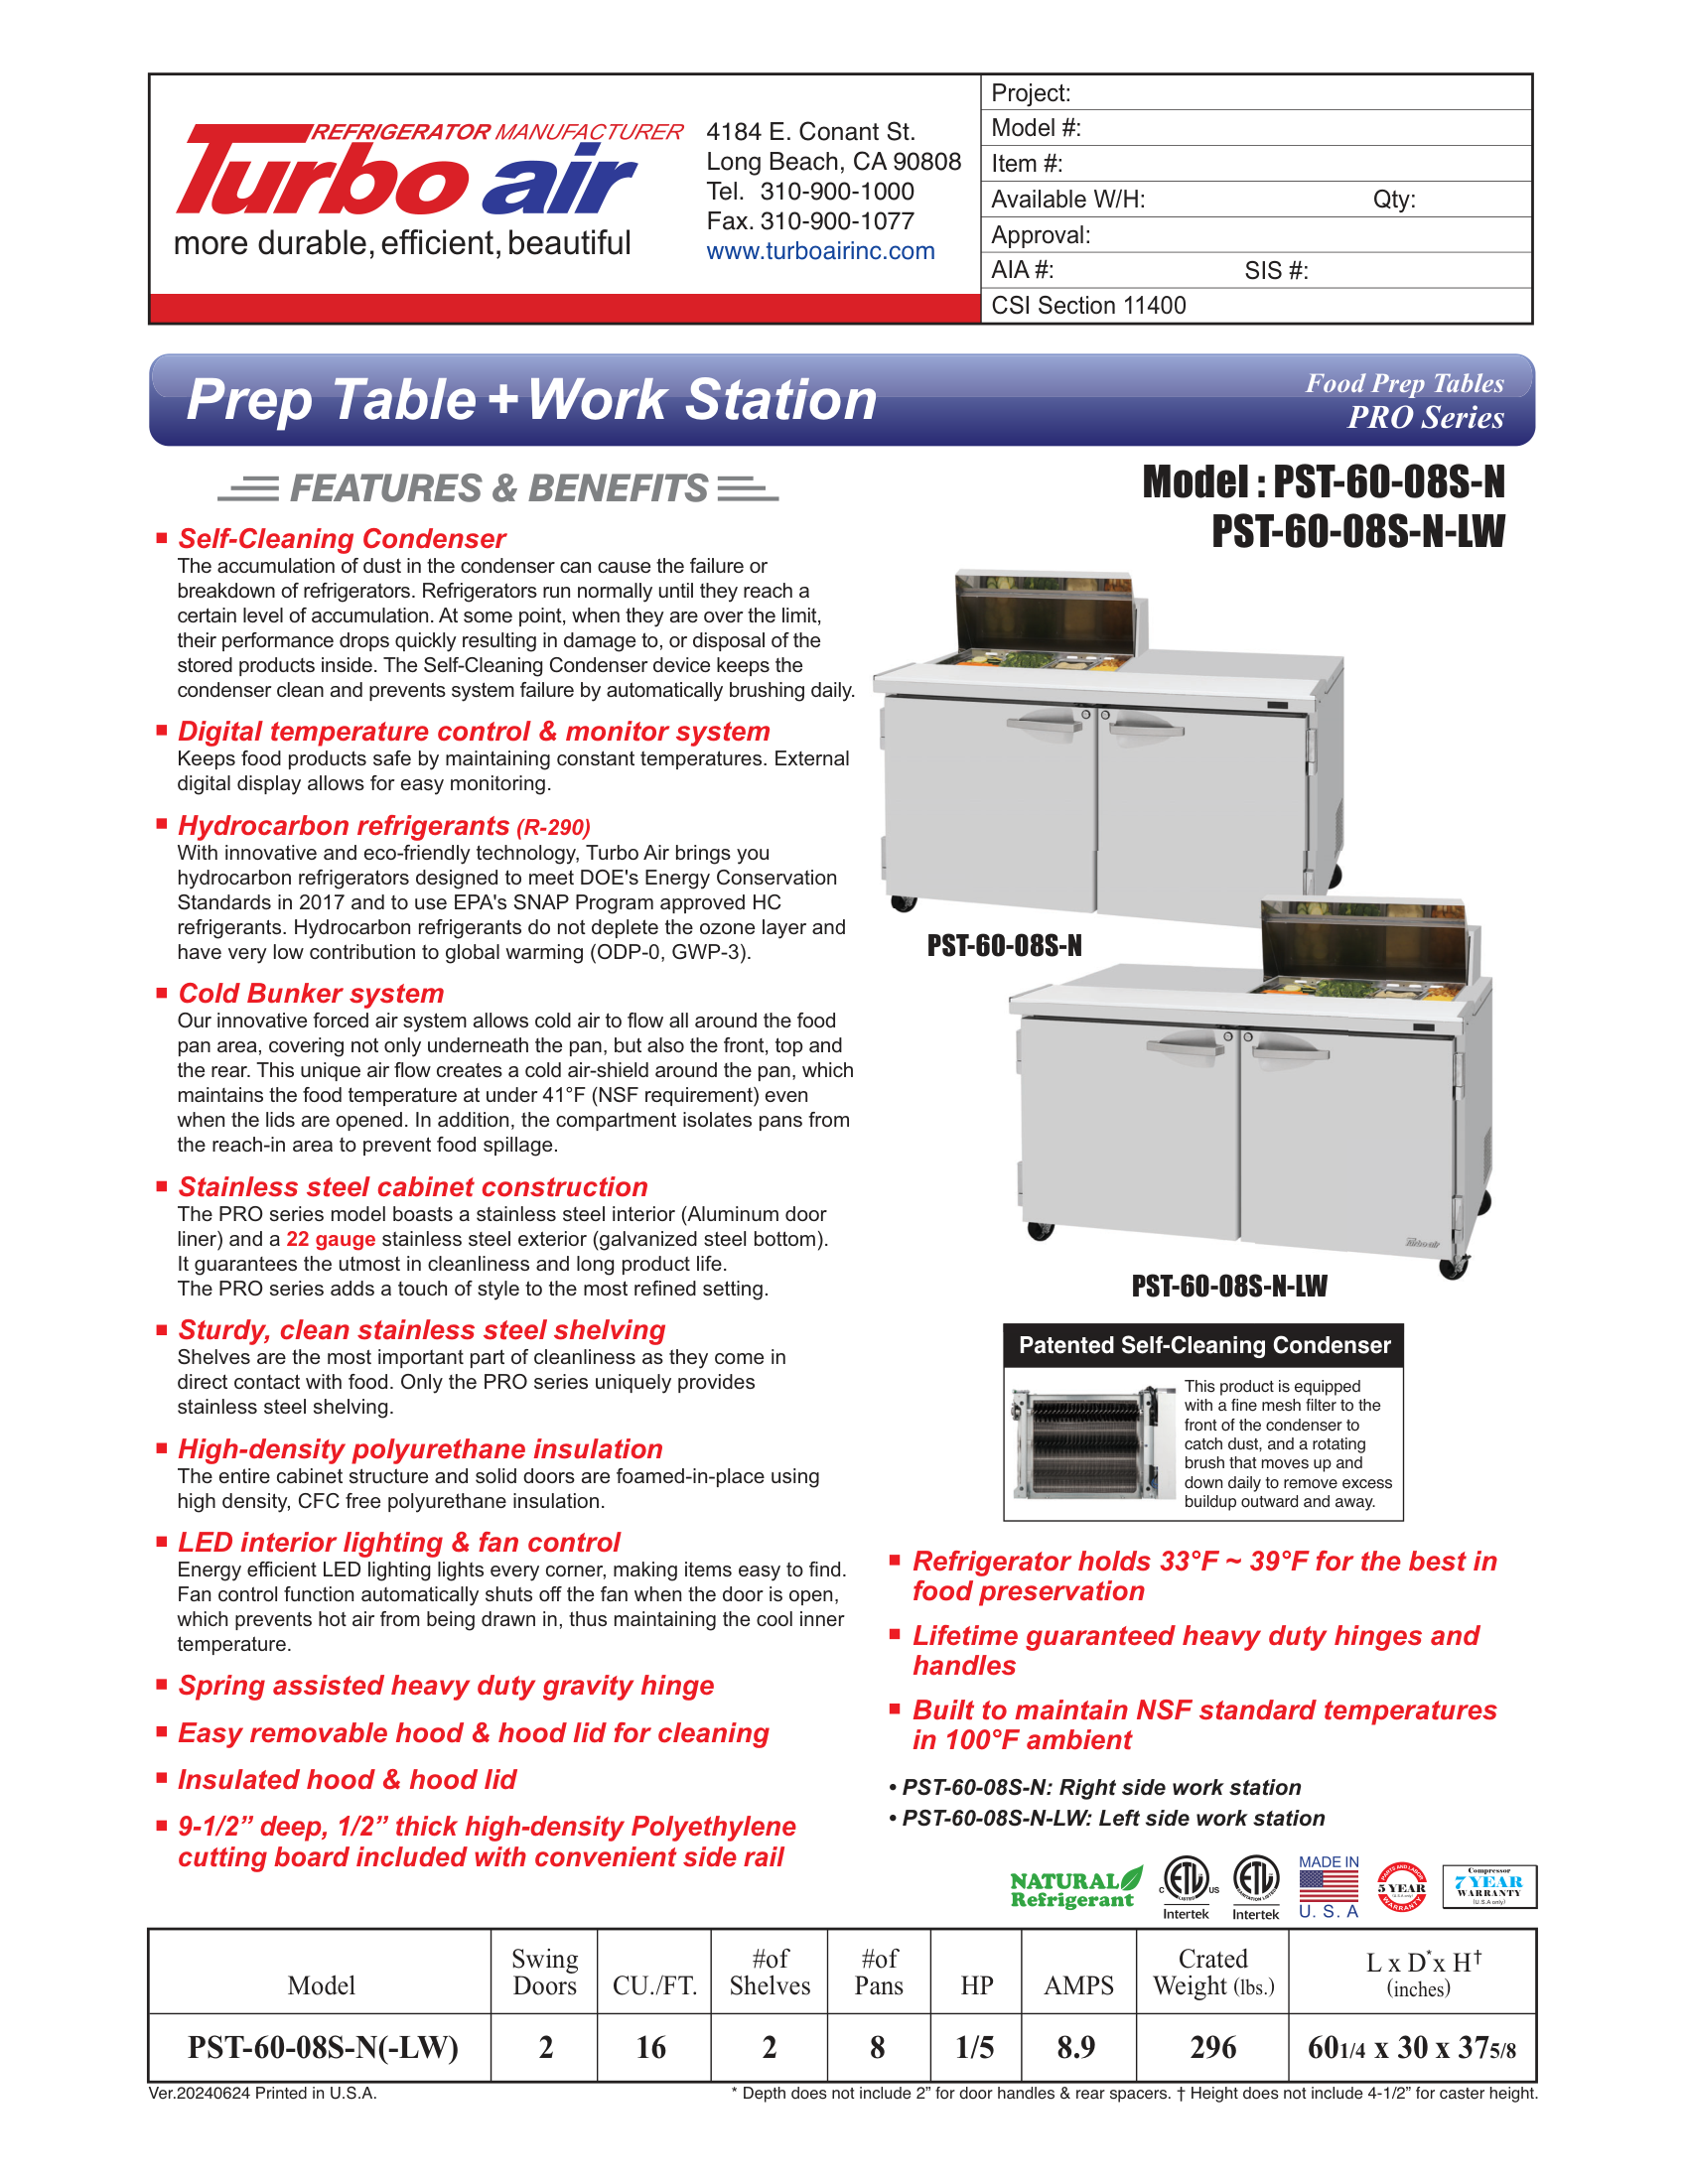 REFRIGERATOR MANUFACTURER
Turbo air
more durable, efficient, beautiful
4184 E. Conant St.
Long Beach, CA 90808
Tel. 310-900-1000
Fax. 310-900-1077
www.turboairinc.com
Project:
Model #:
Item #:
Available W/H: Qty:
Approval:
AIA #: SIS #:
CSI Section 11400
Prep Table + Work Station
Food Prep Tables
PRO Series
FEATURES & BENEFITS
Self-Cleaning Condenser
The accumulation of dust in the condenser can cause the failure or
breakdown of refrigerators. Refrigerators run normally until they reach a
certain level of accumulation. At some point, when they are over the limit,
their performance drops quickly resulting in damage to, or disposal of the
stored products inside. The Self-Cleaning Condenser device keeps the
condenser clean and prevents system failure by automatically brushing daily.
Digital temperature control & monitor system
Keeps food products safe by maintaining constant temperatures. External
digital display allows for easy monitoring.
Hydrocarbon refrigerants (R-290)
With innovative and eco-friendly technology, Turbo Air brings you
hydrocarbon refrigerators designed to meet DOE's Energy Conservation
Standards in 2017 and to use EPA's SNAP Program approved HC
refrigerants. Hydrocarbon refrigerants do not deplete the ozone layer and
have very low contribution to global warming (ODP-0, GWP-3).
Cold Bunker system
Our innovative forced air system allows cold air to flow all around the food
pan area, covering not only underneath the pan, but also the front, top and
the rear. This unique air flow creates a cold air-shield around the pan, which
maintains the food temperature at under 41°F (NSF requirement) even
when the lids are opened. In addition, the compartment isolates pans from
the reach-in area to prevent food spillage.
Stainless steel cabinet construction
The PRO series model boasts a stainless steel interior (Aluminum door
liner) and a 22 gauge stainless steel exterior (galvanized steel bottom).
It guarantees the utmost in cleanliness and long product life.
The PRO series adds a touch of style to the most refined setting.
Sturdy, clean stainless steel shelving
Shelves are the most important part of cleanliness as they come in
direct contact with food. Only the PRO series uniquely provides
stainless steel shelving.
High-density polyurethane insulation
The entire cabinet structure and solid doors are foamed-in-place using
high density, CFC free polyurethane insulation.
LED interior lighting & fan control
Energy efficient LED lighting lights every corner, making items easy to find.
Fan control function automatically shuts off the fan when the door is open,
which prevents hot air from being drawn in, thus maintaining the cool inner
temperature.
Spring assisted heavy duty gravity hinge
Easy removable hood & hood lid for cleaning
Insulated hood & hood lid
9-1/2” deep, 1/2” thick high-density Polyethylene
cutting board included with convenient side rail
Model : PST-60-08S-N
PST-60-08S-N-LW
PST-60-08S-N
Turbo air
PST-60-08S-N-LW
Patented Self-Cleaning Condenser
This product is equipped
with a fine mesh filter to the
front of the condenser to
catch dust, and a rotating
brush that moves up and
down daily to remove excess
buildup outward and away.
Refrigerator holds 33°F ~ 39°F for the best in
food preservation
Lifetime guaranteed heavy duty hinges and
handles
Built to maintain NSF standard temperatures
in 100°F ambient
• PST-60-08S-N: Right side work station
• PST-60-08S-N-LW: Left side work station
NATURAL
Refrigerant
C ETL US
LISTED
Intertek
ETL
SANITATION LISTED
Intertek
MADE IN
U. S. A
PARTS AND LABOR
5 YEAR
(U.S.A only)
WARRANTY
Compressor
7 YEAR
WARRANTY
(U.S.A only)
Model Swing Doors CU./FT. #of Shelves #of Pans HP AMPS Crated Weight (lbs.) L x D* x H† (inches)
PST-60-08S-N(-LW) 2 16 2 8 1/5 8.9 296 601/4 x 30 x 375/8
Ver.20240624 Printed in U.S.A.
* Depth does not include 2” for door handles & rear spacers. † Height does not include 4-1/2” for caster height.